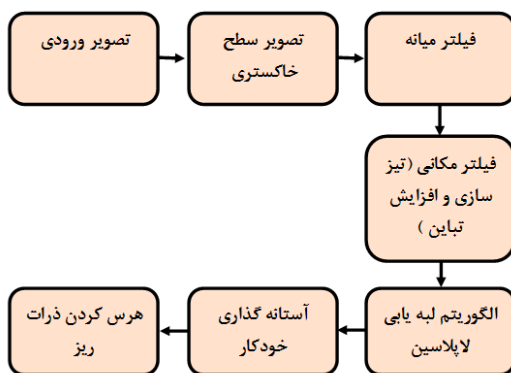 تصویر ورودی
تصویر سطح
خاکستری
فیلتر میانه
فیلتر مکانی (تیز
سازی و افزایش
تباین )
الگوریتم لبه یابی
لاپلاسین
آستانه گذاری
خودکار
هرس کردن ذرات
ریز